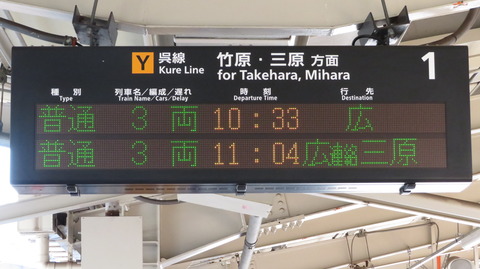 Y 呉線 竹原・三原 方面 1
Kure Line for Takehara, Mihara
種別 列車名／編成／遅れ 時刻 行先
Type Train Name/Cars/Delay Departure Time Destination
普通 3両 10:33 広
普通 3両 11:04 広連絡三原